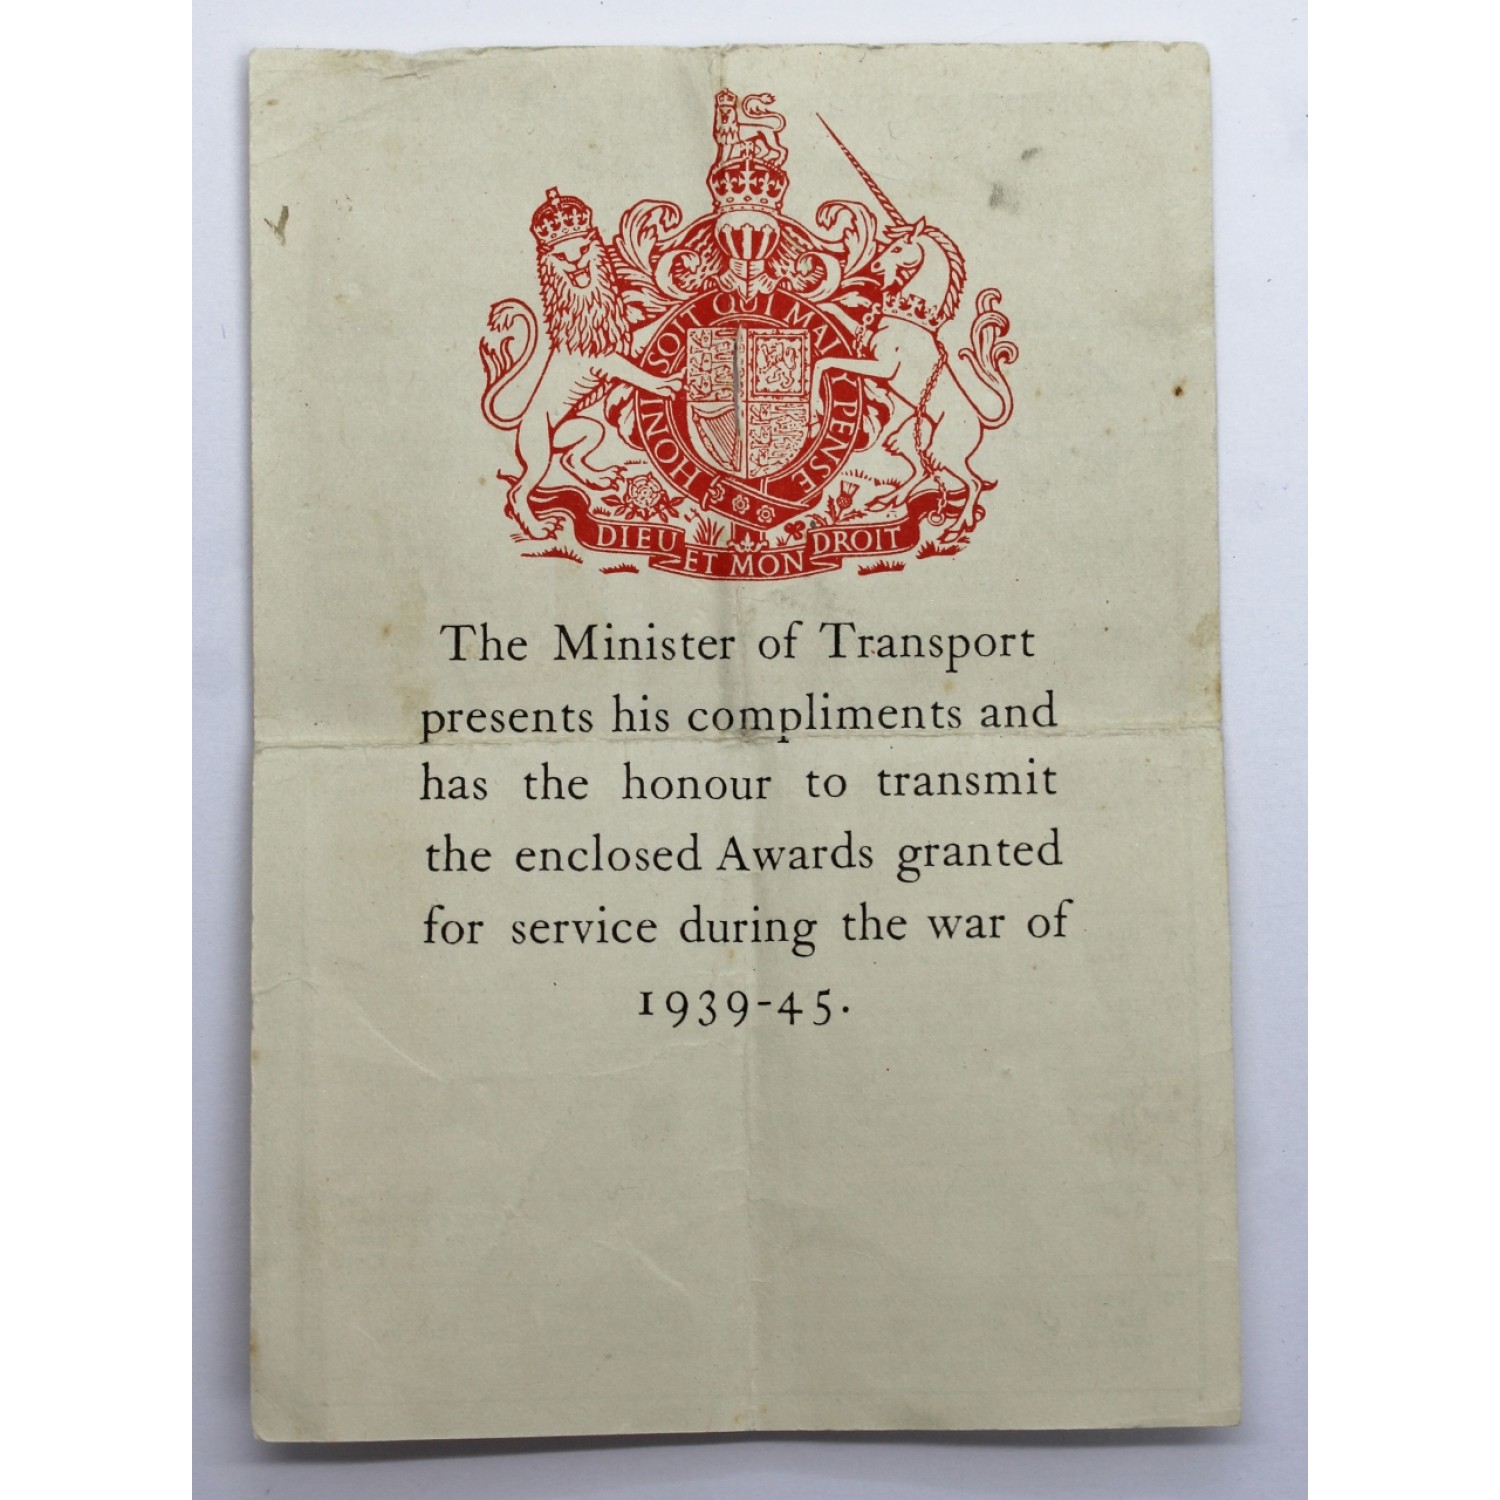 HONI SOIT QUI MAL Y PENSE
DIEU ET MON DROIT
The Minister of Transport
presents his compliments and
has the honour to transmit
the enclosed Awards granted
for service during the war of
1939-45.